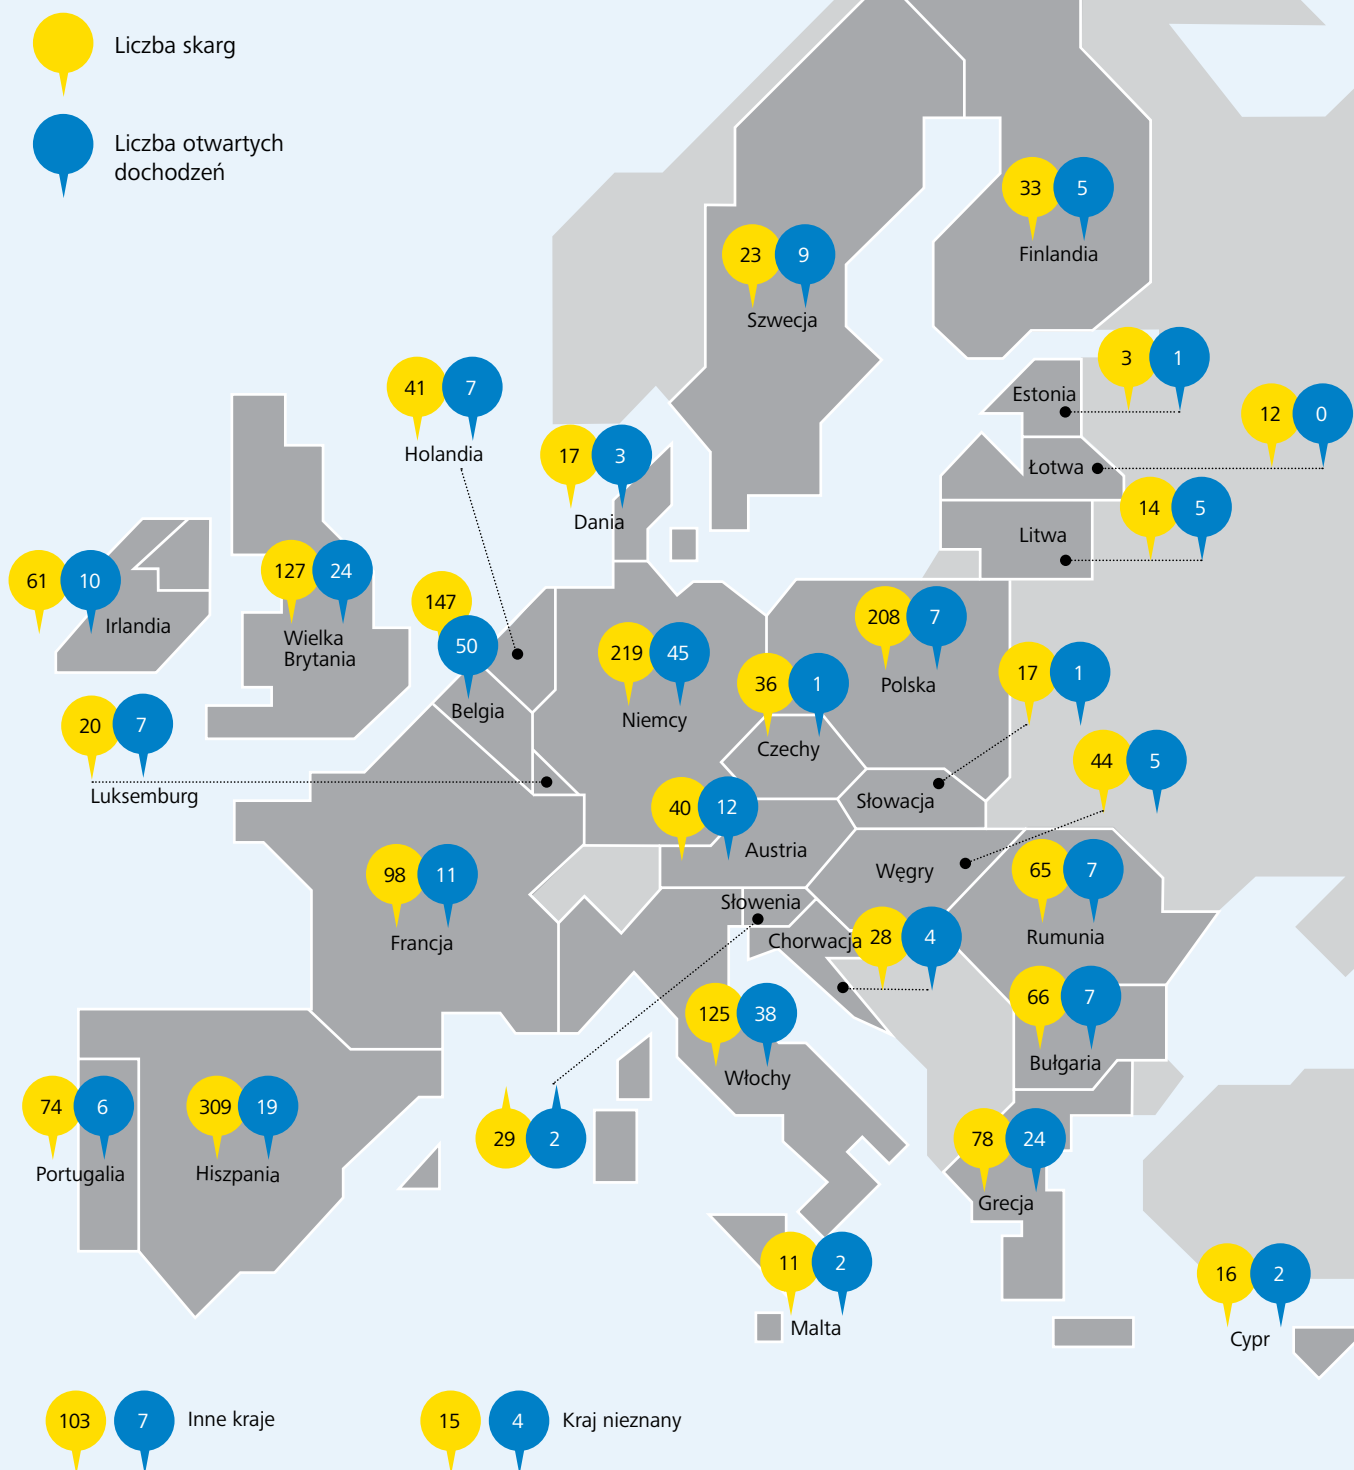 Liczba skarg
Liczba otwartych
dochodzeń
33 5
Finlandia
23 9
Szwecja
3 1
Estonia
41 7
Holandia
12 0
Łotwa
17 3
Dania
14 5
Litwa
61 10
Irlandia
127 24
Wielka
Brytania
147
50
Belgia
219 45
Niemcy
208 7
Polska
36 1
Czechy
17 1
Słowacja
20 7
Luksemburg
44 5
Węgry
40 12
Austria
98 11
Francja
65 7
Rumunia
Słowenia
Chorwacja 28 4
125 38
Włochy
66 7
Bułgaria
74 6
Portugalia
309 19
Hiszpania
29 2
78 24
Grecja
11 2
Malta
16 2
Cypr
103 7 Inne kraje
15 4 Kraj nieznany